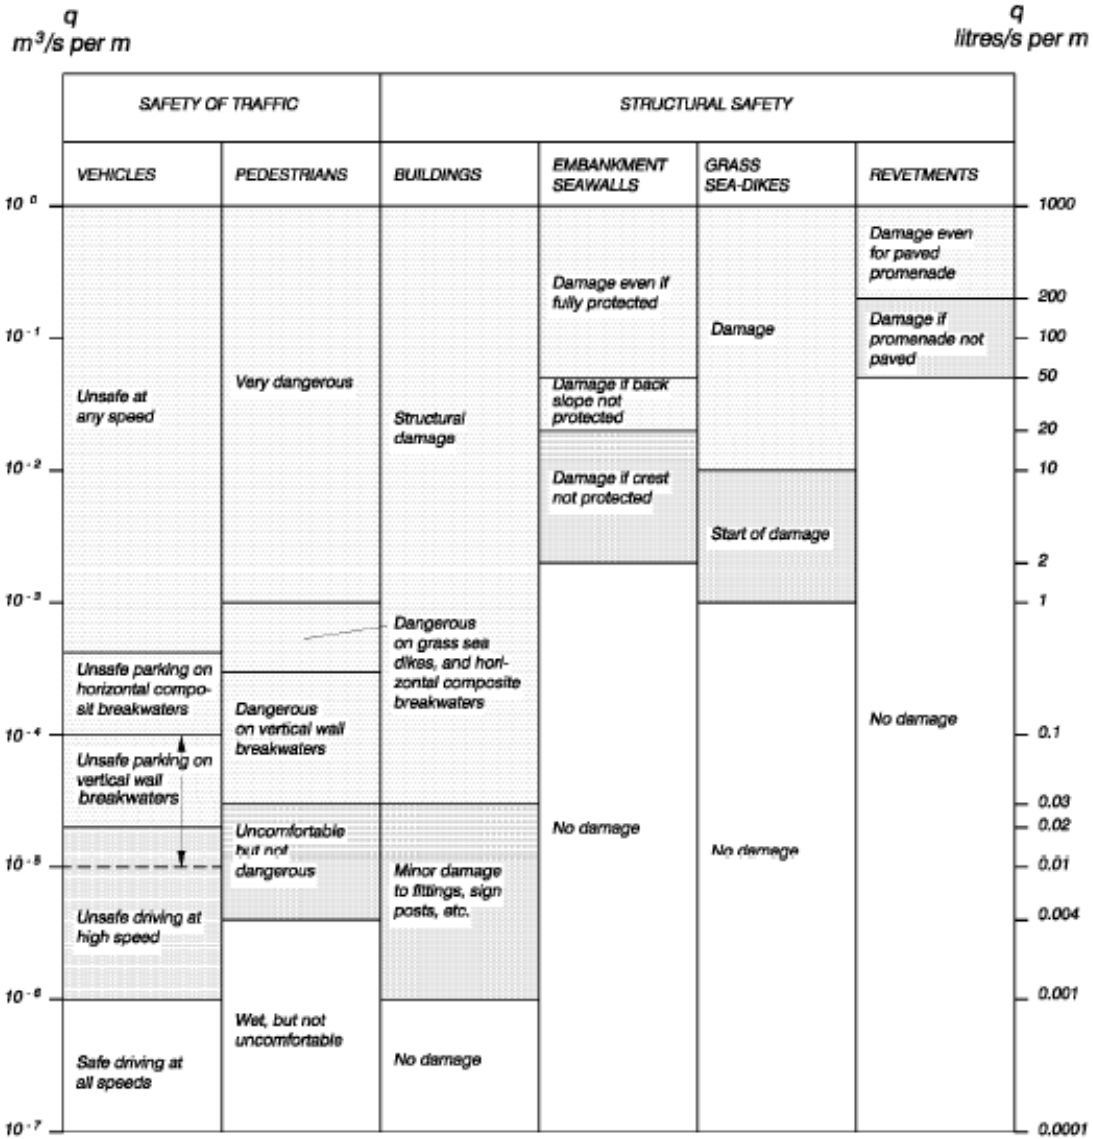 q
m³/s per m
q
litres/s per m
SAFETY OF TRAFFIC
STRUCTURAL SAFETY
VEHICLES
PEDESTRIANS
BUILDINGS
EMBANKMENT
SEAWALLS
GRASS
SEA-DIKES
REVETMENTS
10⁰
10⁻¹
10⁻²
10⁻³
10⁻⁴
10⁻⁵
10⁻⁶
10⁻⁷
Unsafe at
any speed
Unsafe parking on
horizontal compo-
sit breakwaters
Unsafe parking on
vertical wall
breakwaters
Unsafe driving at
high speed
Safe driving at
all speeds
Very dangerous
Dangerous
on grass sea
dikes, and hori-
zontal composite
breakwaters
Dangerous
on vertical wall
breakwaters
Uncomfortable
but not
dangerous
Wet, but not
uncomfortable
Structural
damage
Minor damage
to fittings, sign
posts, etc.
No damage
Damage even if
fully protected
Damage if back
slope not
protected
Damage if crest
not protected
No damage
Damage
Start of damage
No damage
Damage even
for paved
promenade
Damage if
promenade not
paved
No damage
1000
200
100
50
20
10
2
1
0.1
0.03
0.02
0.01
0.004
0.001
0.0001